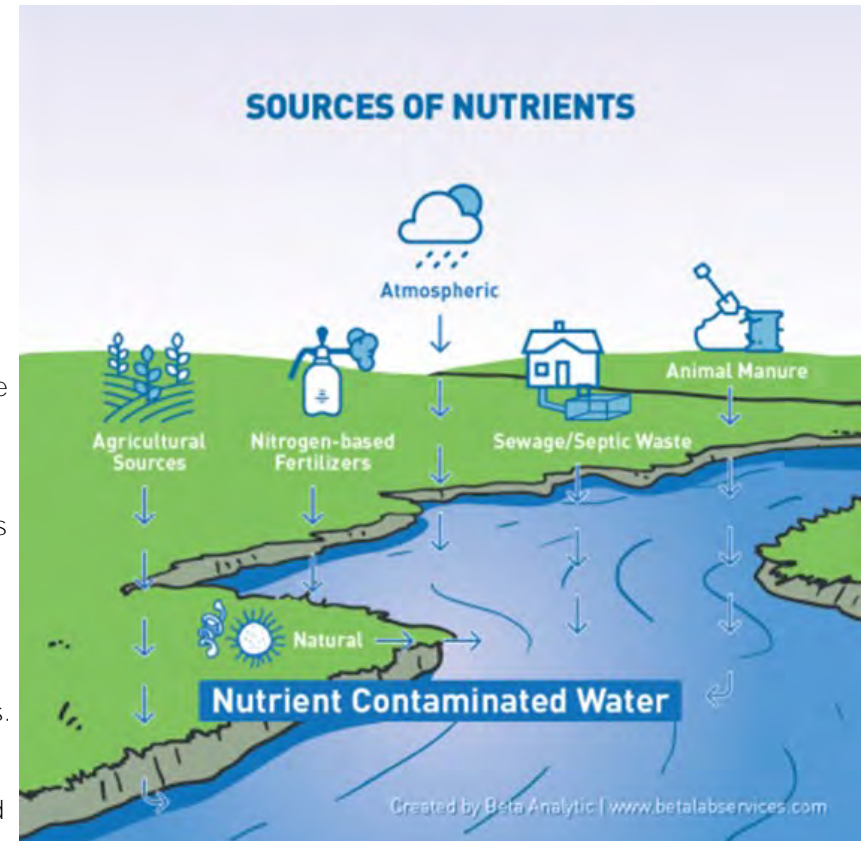 SOURCES OF NUTRIENTS
Atmospheric
Animal Manure
Agricultural
Sources
Nitrogen-based
Fertilizers
Sewage/Septic Waste
Natural
Nutrient Contaminated Water
Created by Beta Analytic | www.betalabservices.com